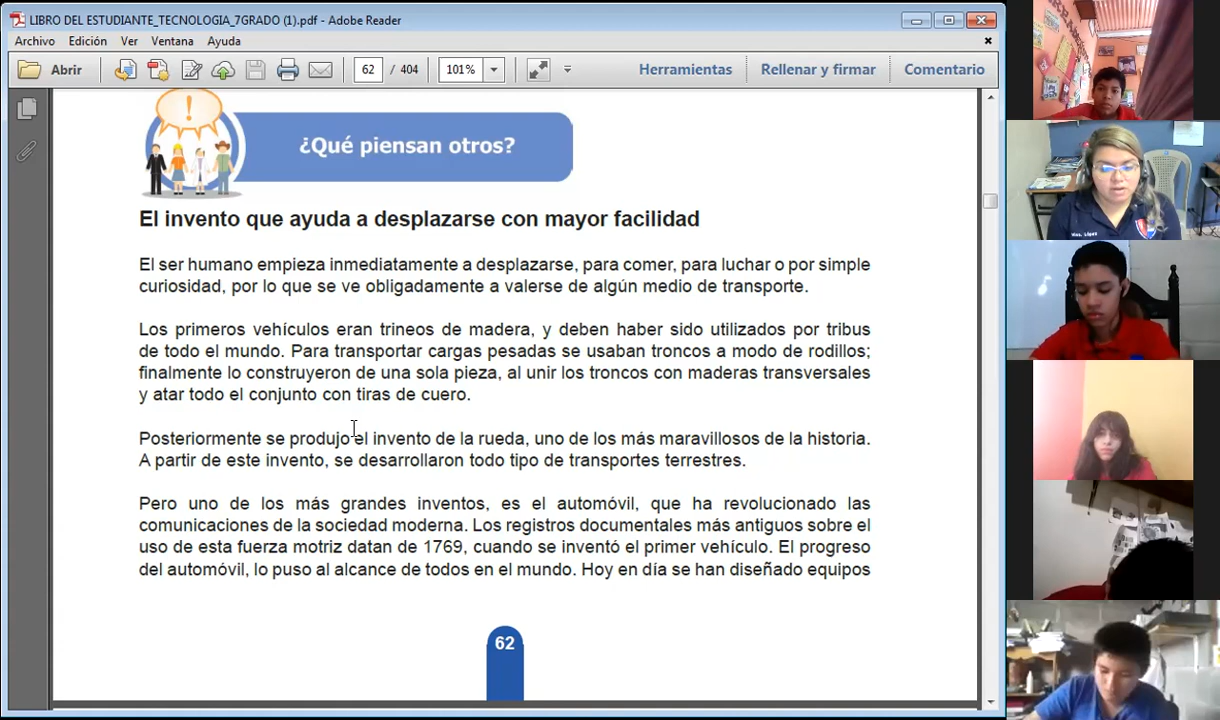 LIBRO DEL ESTUDIANTE_TECNOLOGIA_7GRADO (1).pdf - Adobe Reader
Archivo Edición Ver Ventana Ayuda
Abrir 62 / 404 101% Herramientas Rellenar y firmar Comentario
¿Qué piensan otros?
El invento que ayuda a desplazarse con mayor facilidad
El ser humano empieza inmediatamente a desplazarse, para comer, para luchar o por simple
curiosidad, por lo que se ve obligadamente a valerse de algún medio de transporte.
Los primeros vehículos eran trineos de madera, y deben haber sido utilizados por tribus
de todo el mundo. Para transportar cargas pesadas se usaban troncos a modo de rodillos;
finalmente lo construyeron de una sola pieza, al unir los troncos con maderas transversales
y atar todo el conjunto con tiras de cuero.
Posteriormente se produjo el invento de la rueda, uno de los más maravillosos de la historia.
A partir de este invento, se desarrollaron todo tipo de transportes terrestres.
Pero uno de los más grandes inventos, es el automóvil, que ha revolucionado las
comunicaciones de la sociedad moderna. Los registros documentales más antiguos sobre el
uso de esta fuerza motriz datan de 1769, cuando se inventó el primer vehículo. El progreso
del automóvil, lo puso al alcance de todos en el mundo. Hoy en día se han diseñado equipos
62